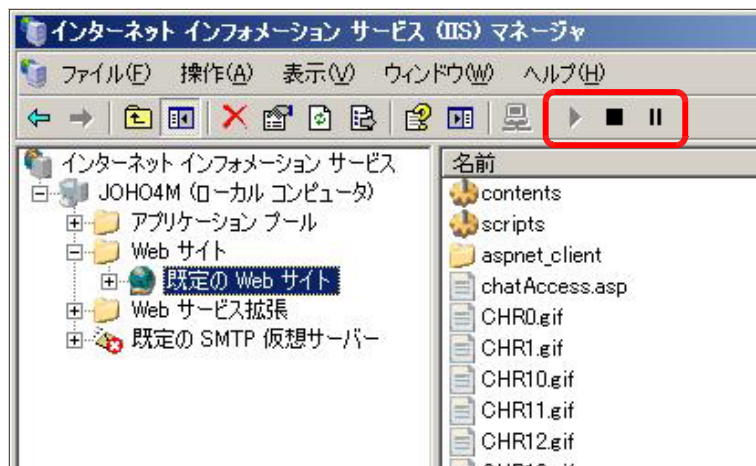 インターネット インフォメーション サービス (IIS) マネージャ
ファイル(F) 操作(A) 表示(V) ウィンドウ(W) ヘルプ(H)
インターネット インフォメーション サービス
JOHO4M (ローカル コンピュータ)
アプリケーション プール
Web サイト
既定の Web サイト
Web サービス拡張
既定の SMTP 仮想サーバー
名前
contents
scripts
aspnet_client
chatAccess.asp
CHR0.gif
CHR1.gif
CHR10.gif
CHR11.gif
CHR12.gif